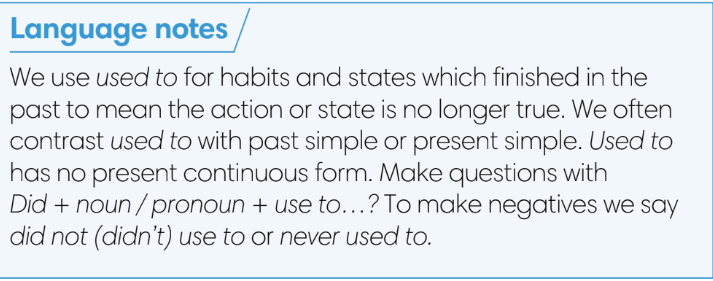 Language notes
We use used to for habits and states which finished in the
past to mean the action or state is no longer true. We often
contrast used to with past simple or present simple. Used to
has no present continuous form. Make questions with
Did + noun / pronoun + use to…? To make negatives we say
did not (didn't) use to or never used to.